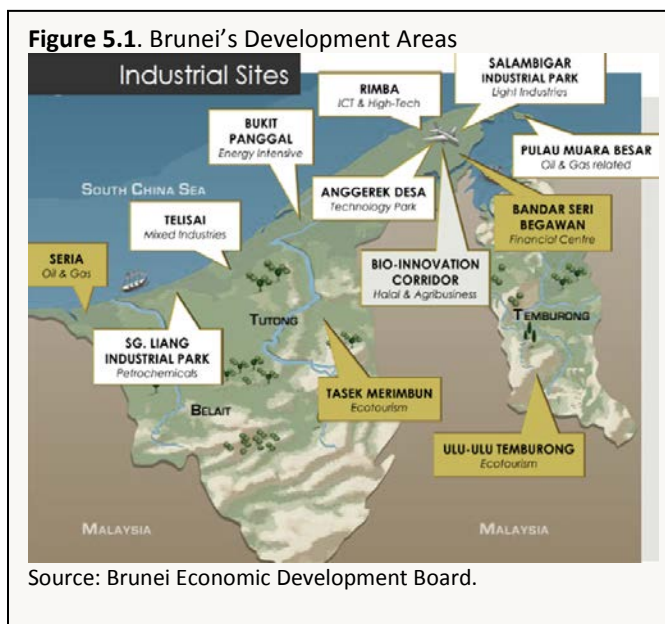 Figure 5.1. Brunei's Development Areas
Industrial Sites
SALAMBIGAR
INDUSTRIAL PARK
Light Industries
RIMBA
ICT & High-Tech
BUKIT
PANGGAL
Energy Intensive
PULAU MUARA BESAR
Oil & Gas related
ANGGEREK DESA
Technology Park
SOUTH CHINA SEA
TELISAI
Mixed Industries
BANDAR SERI
BEGAWAN
Financial Centre
SERIA
Oil & Gas
BIO-INNOVATION
CORRIDOR
Halal & Agribusiness
TUTONG
TEMBURONG
SG. LIANG
INDUSTRIAL PARK
Petrochemicals
TASEK MERIMBUN
Ecotourism
BELAIT
ULU-ULU TEMBURONG
Ecotourism
MALAYSIA
MALAYSIA
Source: Brunei Economic Development Board.